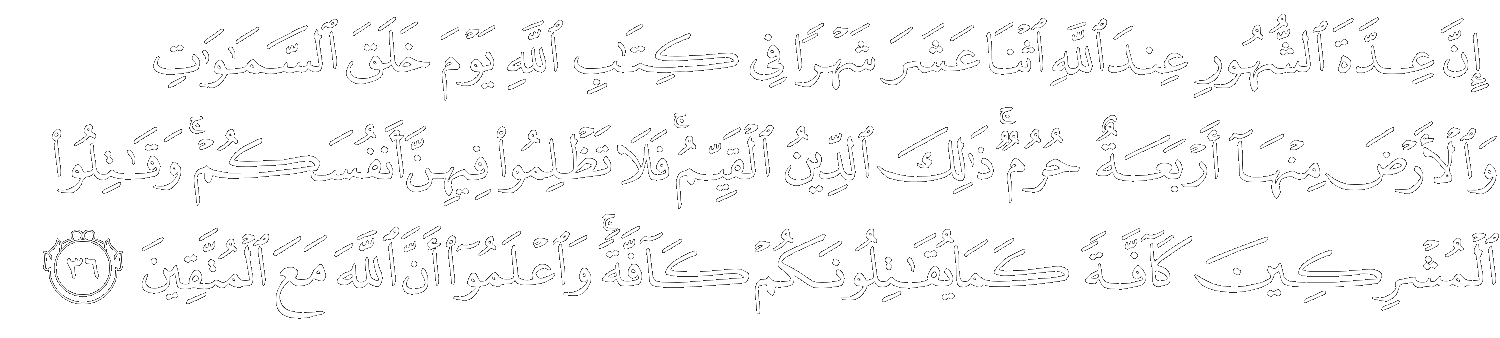 إِنَّ عِدَّةَ ٱلشُّهُورِ عِندَ ٱللَّهِ ٱثْنَا عَشَرَ شَهْرًا فِي كِتَٰبِ ٱللَّهِ يَوْمَ خَلَقَ ٱلسَّمَٰوَٰتِ
وَٱلْأَرْضَ مِنْهَآ أَرْبَعَةٌ حُرُمٌ ۚ ذَٰلِكَ ٱلدِّينُ ٱلْقَيِّمُ ۚ فَلَا تَظْلِمُوا۟ فِيهِنَّ أَنفُسَكُمْ ۚ وَقَٰتِلُوا۟
ٱلْمُشْرِكِينَ كَآفَّةً كَمَا يُقَٰتِلُونَكُمْ كَآفَّةً ۚ وَٱعْلَمُوٓا۟ أَنَّ ٱللَّهَ مَعَ ٱلْمُتَّقِينَ ٣٦